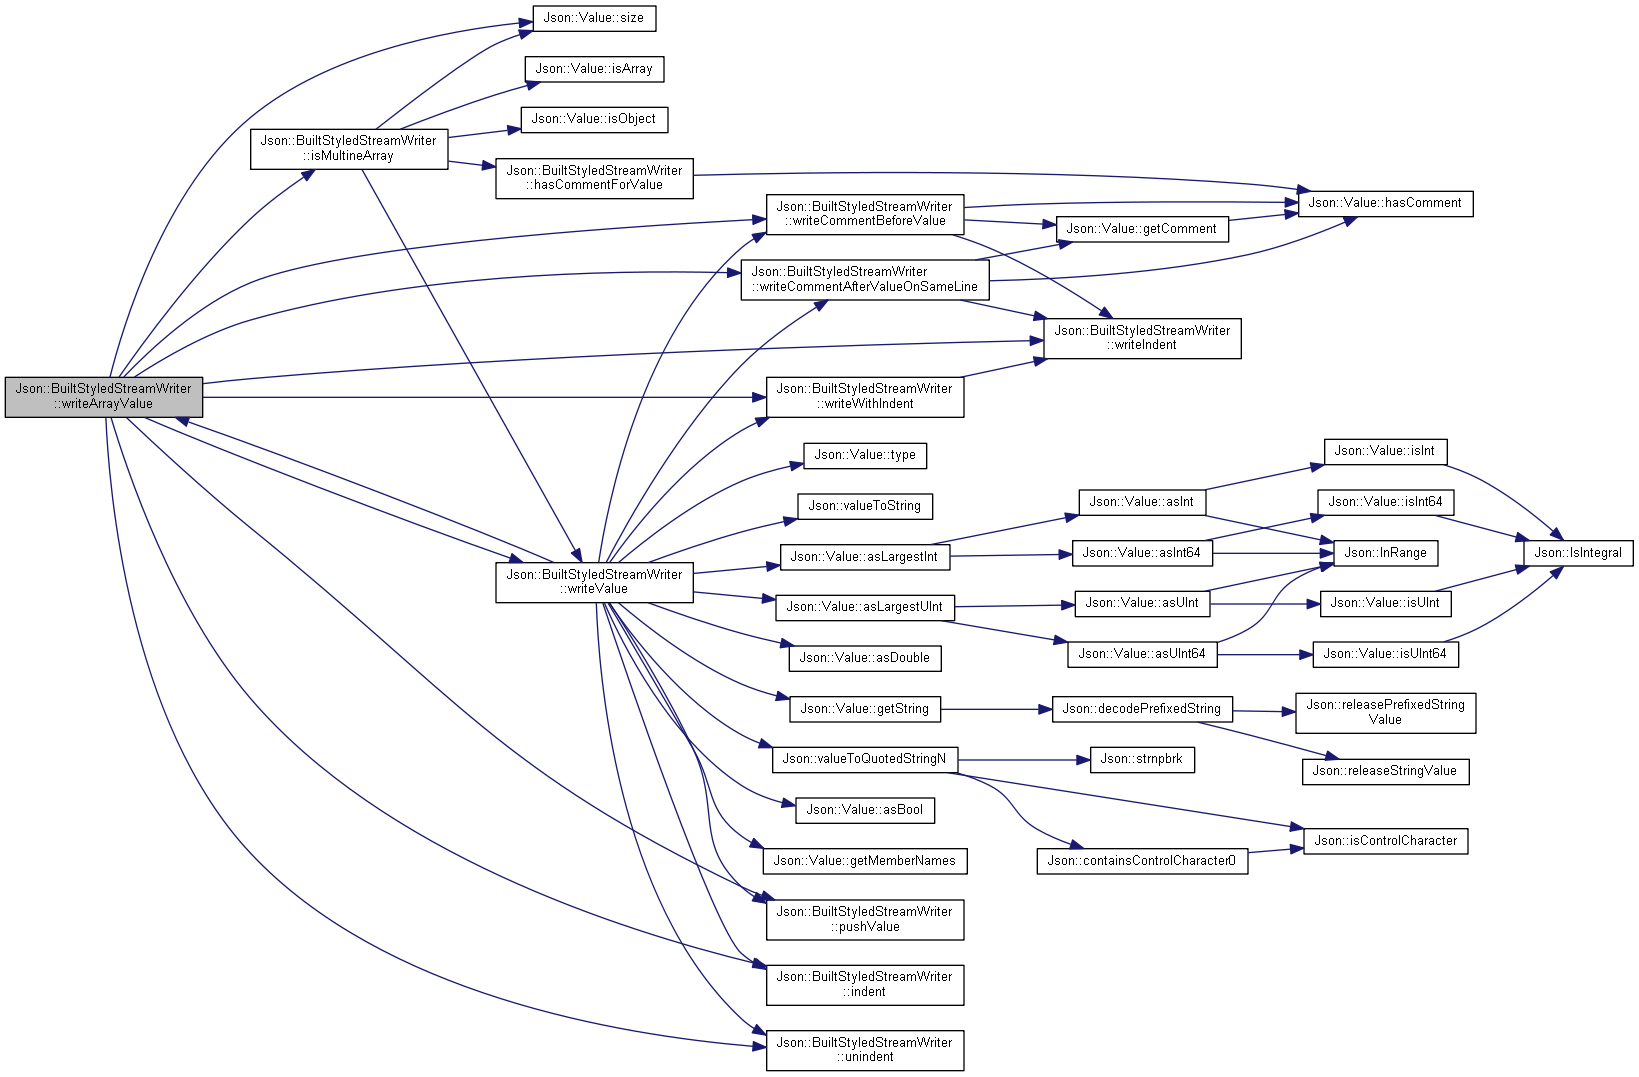 Json::Value::size
Json::Value::isArray
Json::Value::isObject
Json::BuiltStyledStreamWriter
::isMultineArray
Json::BuiltStyledStreamWriter
::hasCommentForValue
Json::BuiltStyledStreamWriter
::writeCommentBeforeValue
Json::Value::hasComment
Json::Value::getComment
Json::BuiltStyledStreamWriter
::writeCommentAfterValueOnSameLine
Json::BuiltStyledStreamWriter
::writeIndent
Json::BuiltStyledStreamWriter
::writeArrayValue
Json::BuiltStyledStreamWriter
::writeWithIndent
Json::Value::type
Json::Value::isInt
Json::valueToString
Json::Value::asInt
Json::Value::isInt64
Json::Value::asLargestInt
Json::Value::asInt64
Json::InRange
Json::IsIntegral
Json::BuiltStyledStreamWriter
::writeValue
Json::Value::asLargestUInt
Json::Value::asUInt
Json::Value::isUInt
Json::Value::asDouble
Json::Value::asUInt64
Json::Value::isUInt64
Json::Value::getString
Json::decodePrefixedString
Json::releasePrefixedString
Value
Json::valueToQuotedStringN
Json::strnpbrk
Json::releaseStringValue
Json::Value::asBool
Json::isControlCharacter
Json::Value::getMemberNames
Json::containsControlCharacter0
Json::BuiltStyledStreamWriter
::pushValue
Json::BuiltStyledStreamWriter
::indent
Json::BuiltStyledStreamWriter
::unindent